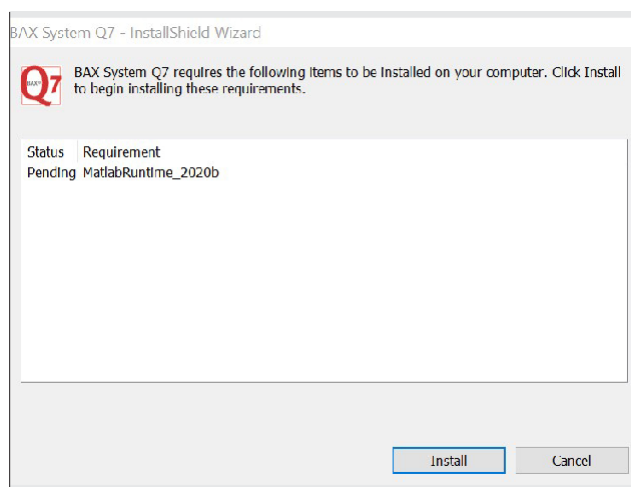 BAX System Q7 - InstallShield Wizard
BAX System Q7 requires the following items to be installed on your computer. Click Install
to begin installing these requirements.
Q7
Status Requirement
Pending MatlabRuntime_2020b
Install Cancel